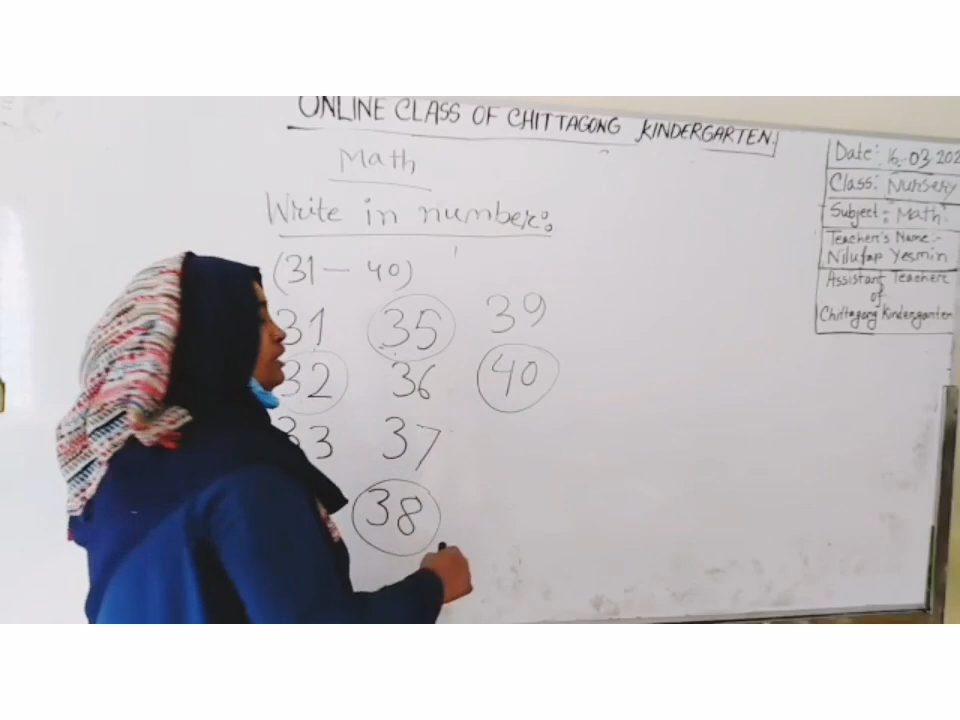 ONLINE CLASS OF CHITTAGONG KINDERGARTEN.
Math
Write in number:
(31 - 40)
31
32
33
35
36
37
38
39
40
Date: 16-03-202
Class: Nursery
Subject: Math
Teacher's Name:-
Nilufar Yesmin
Assistant Teacher
of
Chittagong Kindergarten